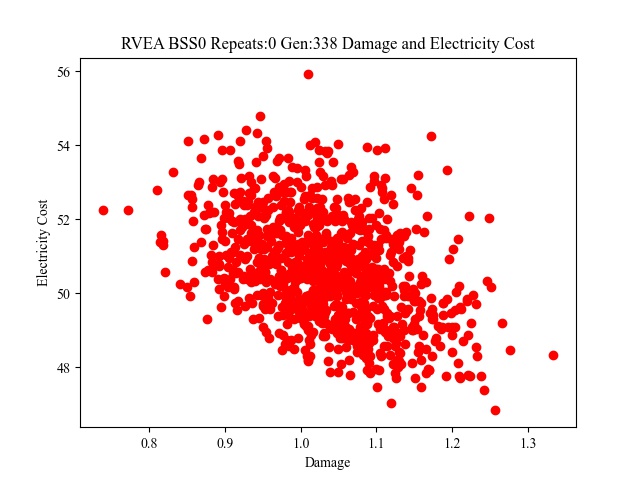 RVEA BSS0 Repeats:0 Gen:338 Damage and Electricity Cost
56
54
52
50
48
Electricity Cost
0.8 0.9 1.0 1.1 1.2 1.3
Damage